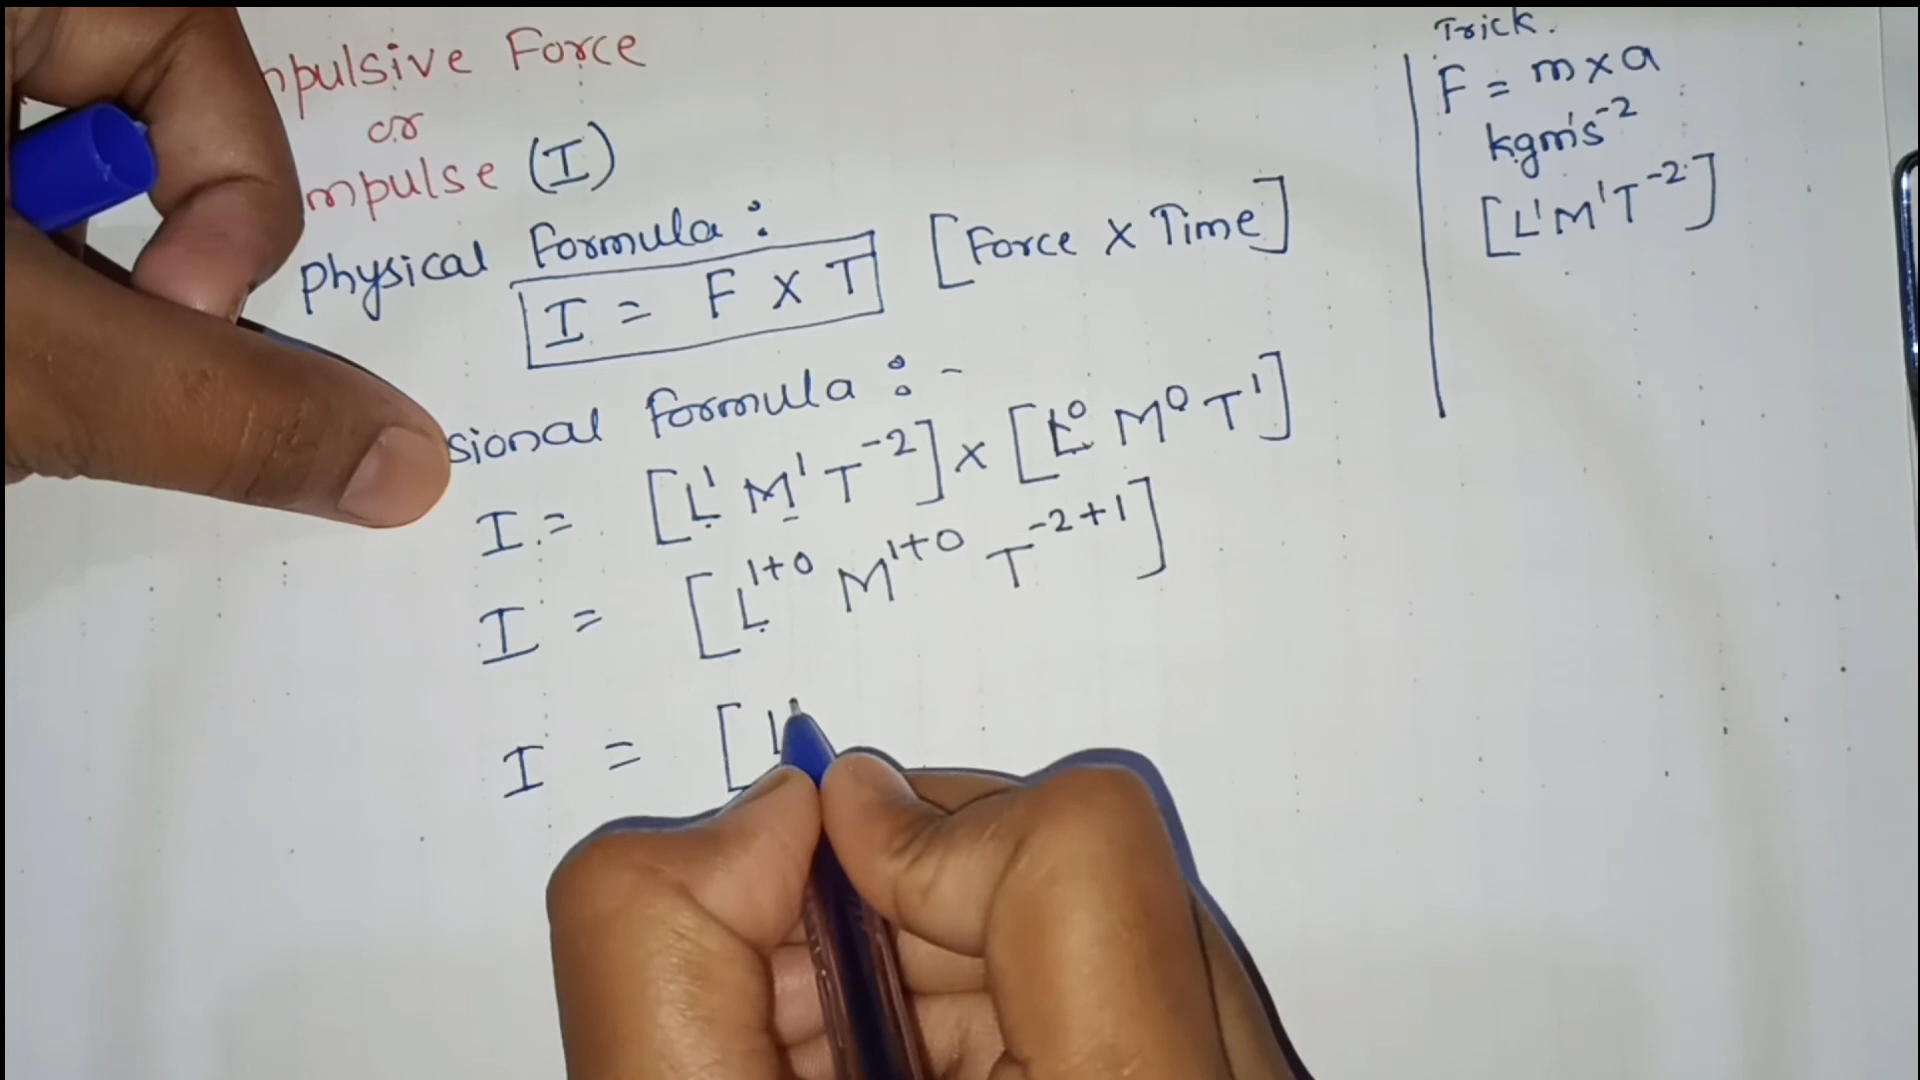 mpulsive Force
or
mpulse (I)
Physical Formula :
I = F X T [Force X Time]
sional formula : -
I = [L¹ M¹ T⁻²] x [L⁰ M⁰ T¹]
I = [L¹⁺⁰ M¹⁺⁰ T⁻²⁺¹]
I = [L
Trick.
F = m x a
kgm¹s⁻²
[L¹M¹T⁻²]